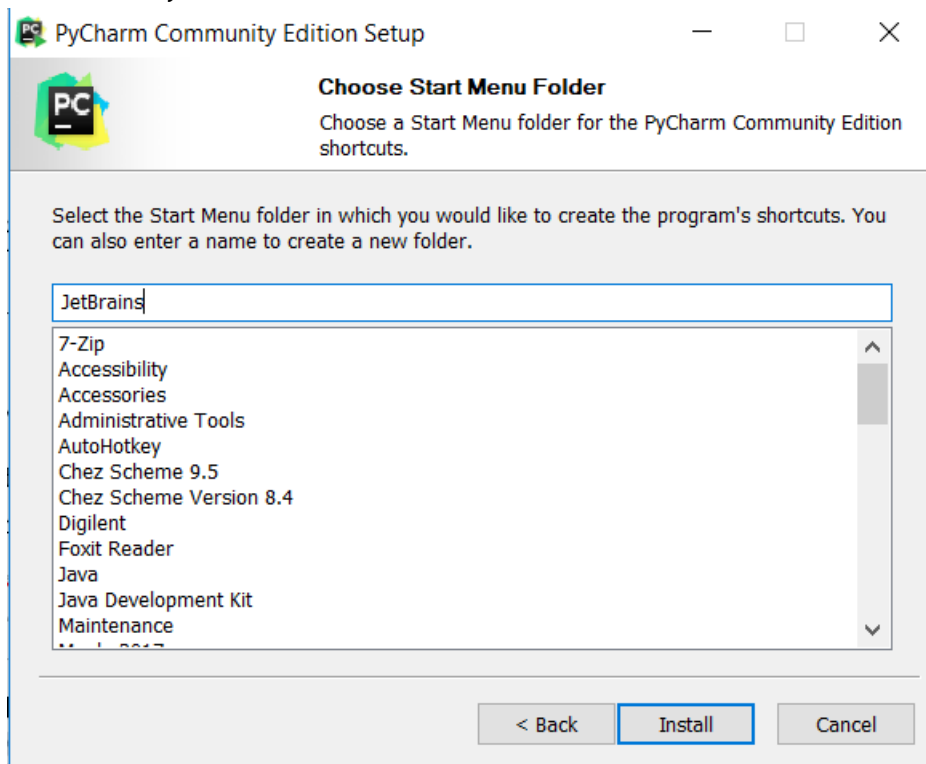 PC PyCharm Community Edition Setup
PC
Choose Start Menu Folder
Choose a Start Menu folder for the PyCharm Community Edition
shortcuts.
Select the Start Menu folder in which you would like to create the program's shortcuts. You
can also enter a name to create a new folder.
JetBrains
7-Zip
Accessibility
Accessories
Administrative Tools
AutoHotkey
Chez Scheme 9.5
Chez Scheme Version 8.4
Digilent
Foxit Reader
Java
Java Development Kit
Maintenance
< Back Install Cancel